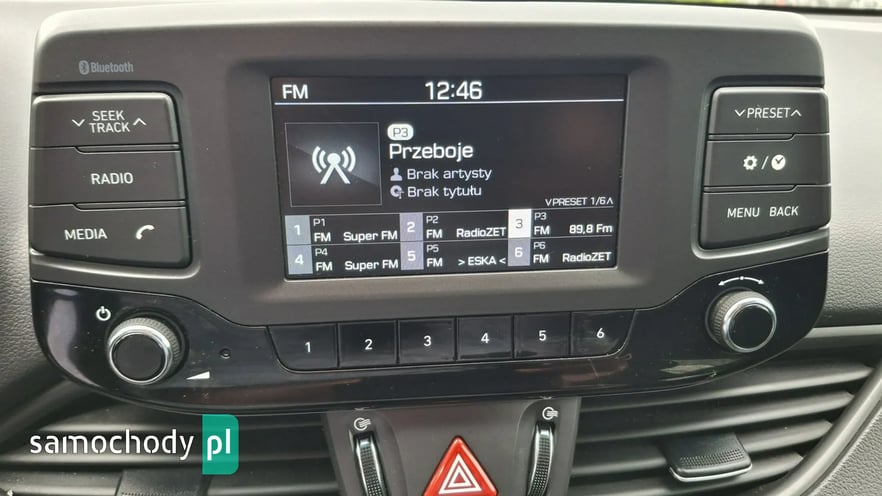 Bluetooth
SEEK
TRACK
RADIO
MEDIA
FM 12:46
P3
Przeboje
Brak artysty
Brak tytułu
PRESET 1/6
1 P1 FM Super FM 2 P2 FM RadioZET 3 P3 FM 89,8 Fm
4 P4 FM Super FM 5 P5 FM > ESKA < 6 P6 FM RadioZET
PRESET
/
MENU BACK
1 2 3 4 5 6
samochody pl